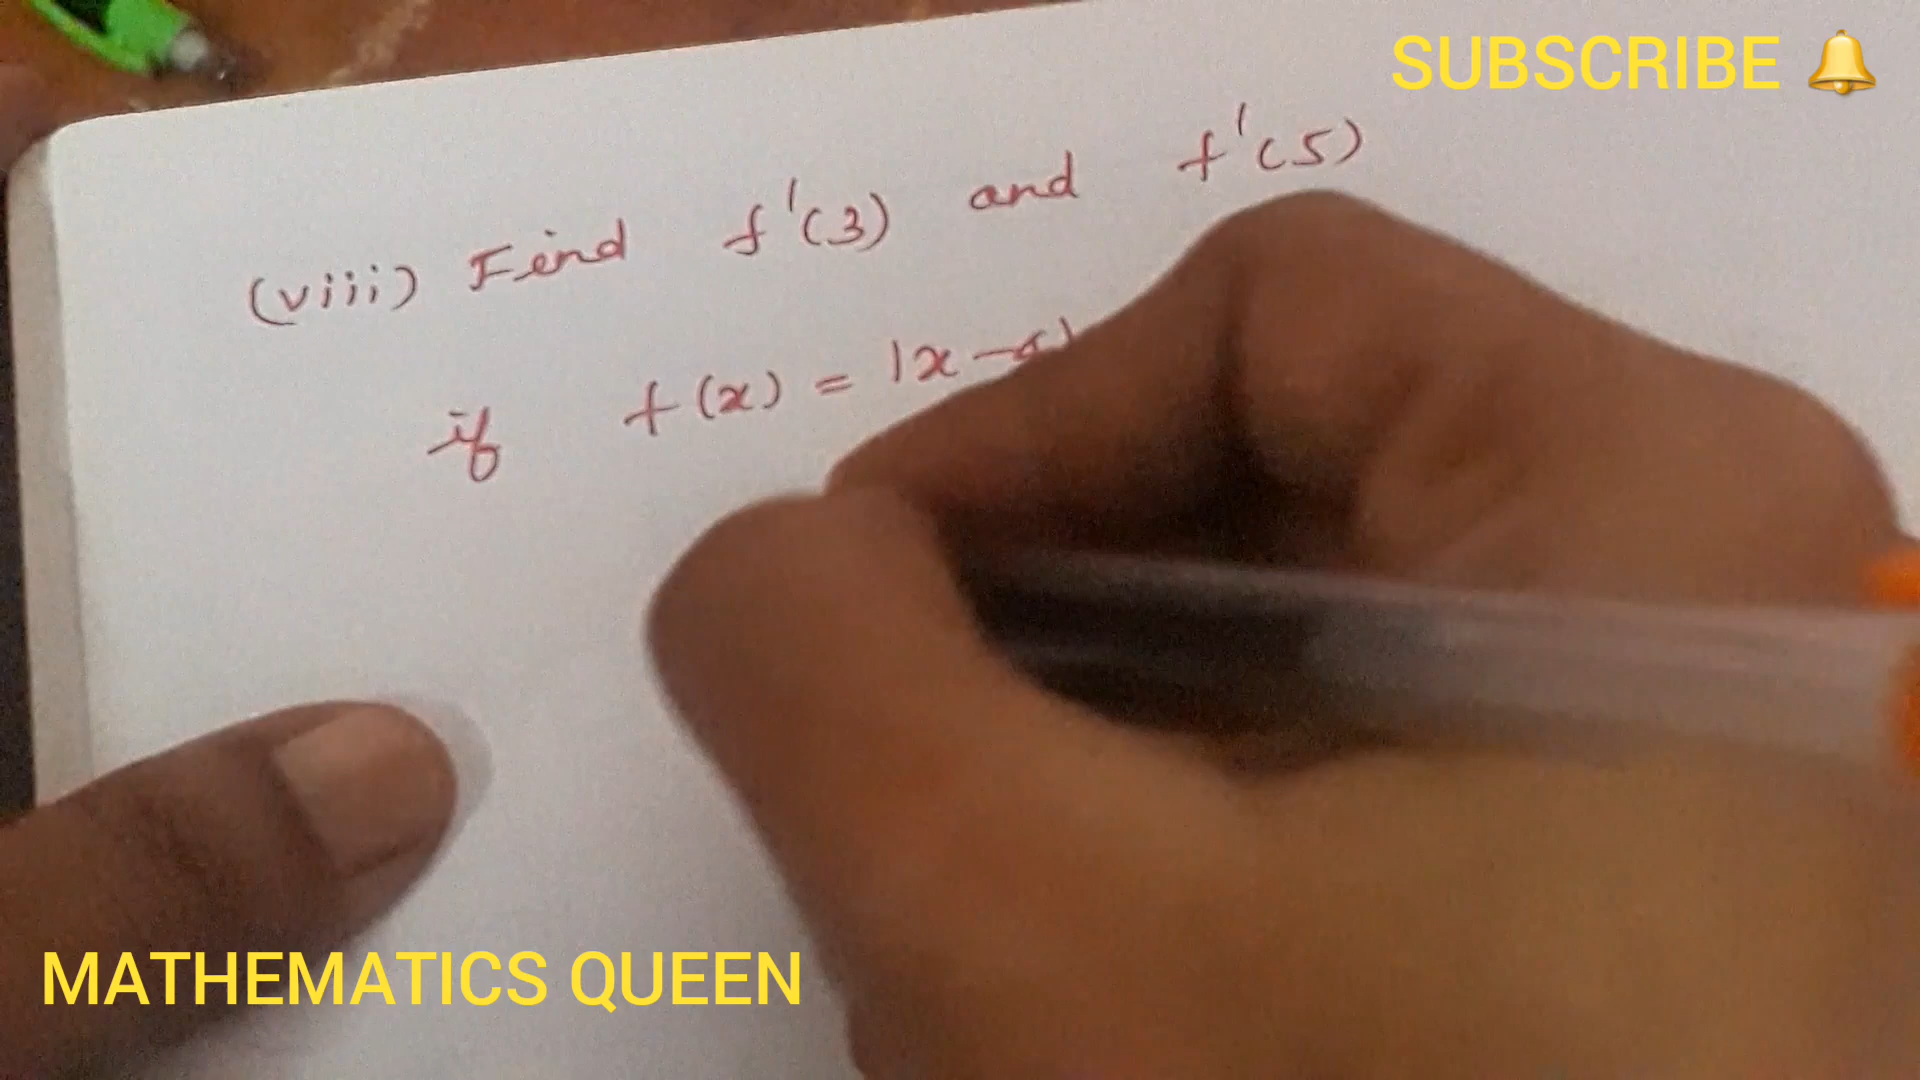 SUBSCRIBE 🔔
(viii) Find f'(3) and f'(5)
if f(x) = |x -
MATHEMATICS QUEEN